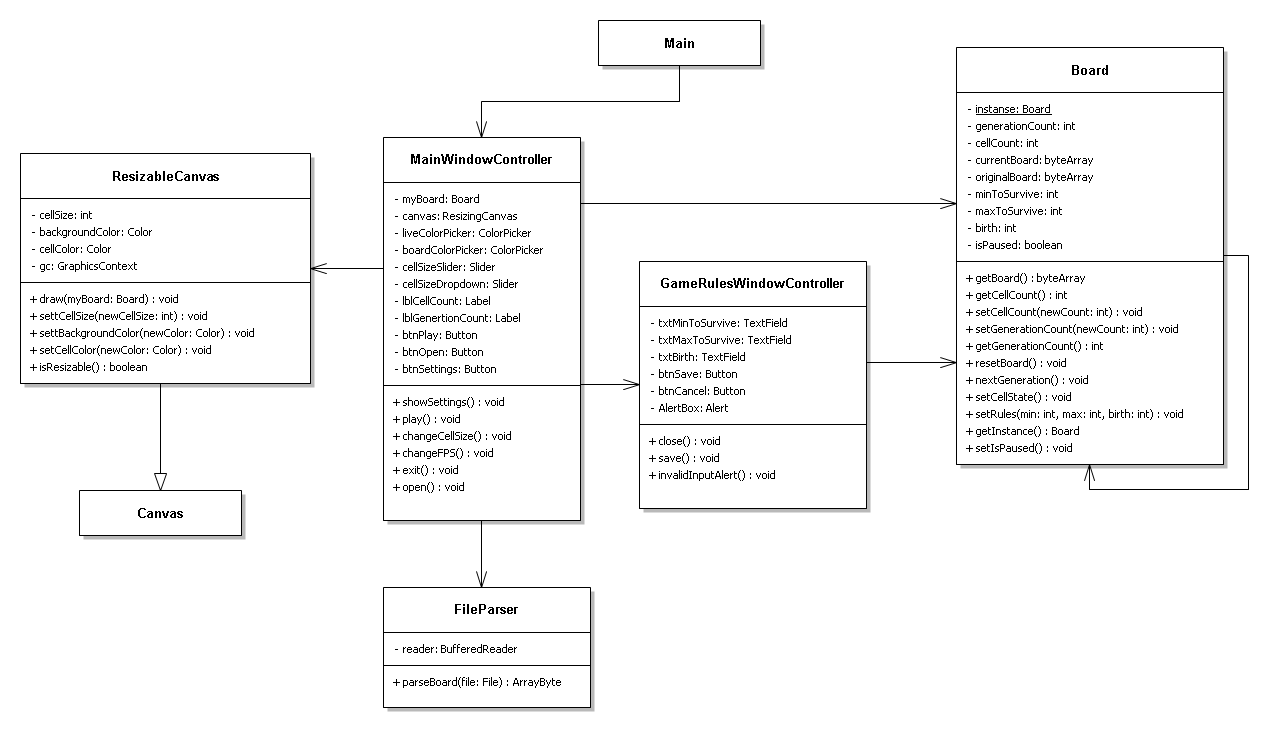 Main
Board
- instanse: Board
- generationCount: int
- cellCount: int
- currentBoard: byteArray
- originalBoard: byteArray
- minToSurvive: int
- maxToSurvive: int
- birth: int
- isPaused: boolean
+ getBoard() : byteArray
+ getCellCount() : int
+ setCellCount(newCount: int) : void
+ setGenerationCount(newCount: int) : void
+ getGenerationCount() : int
+ resetBoard() : void
+ nextGeneration() : void
+ setCellState() : void
+ setRules(min: int, max: int, birth: int) : void
+ getInstance() : Board
+ setIsPaused() : void
MainWindowController
- myBoard: Board
- canvas: ResizingCanvas
- liveColorPicker: ColorPicker
- boardColorPicker: ColorPicker
- cellSizeSlider: Slider
- cellSizeDropdown: Slider
- lblCellCount: Label
- lblGenertionCount: Label
- btnPlay: Button
- btnOpen: Button
- btnSettings: Button
+ showSettings() : void
+ play() : void
+ changeCellSize() : void
+ changeFPS() : void
+ exit() : void
+ open() : void
ResizableCanvas
- cellSize: int
- backgroundColor: Color
- cellColor: Color
- gc: GraphicsContext
+ draw(myBoard: Board) : void
+ settCellSize(newCellSize: int) : void
+ settBackgroundColor(newColor: Color) : void
+ setCellColor(newColor: Color) : void
+ isResizable() : boolean
GameRulesWindowController
- txtMinToSurvive: TextField
- txtMaxToSurvive: TextField
- txtBirth: TextField
- btnSave: Button
- btnCancel: Button
- AlertBox: Alert
+ close() : void
+ save() : void
+ invalidInputAlert() : void
Canvas
FileParser
- reader: BufferedReader
+ parseBoard(file: File) : ArrayByte